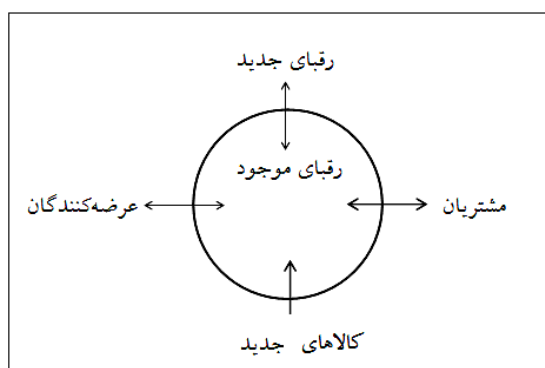 رقبای جدید
رقبای موجود
مشتریان
عرضه‌کنندگان
کالاهای جدید